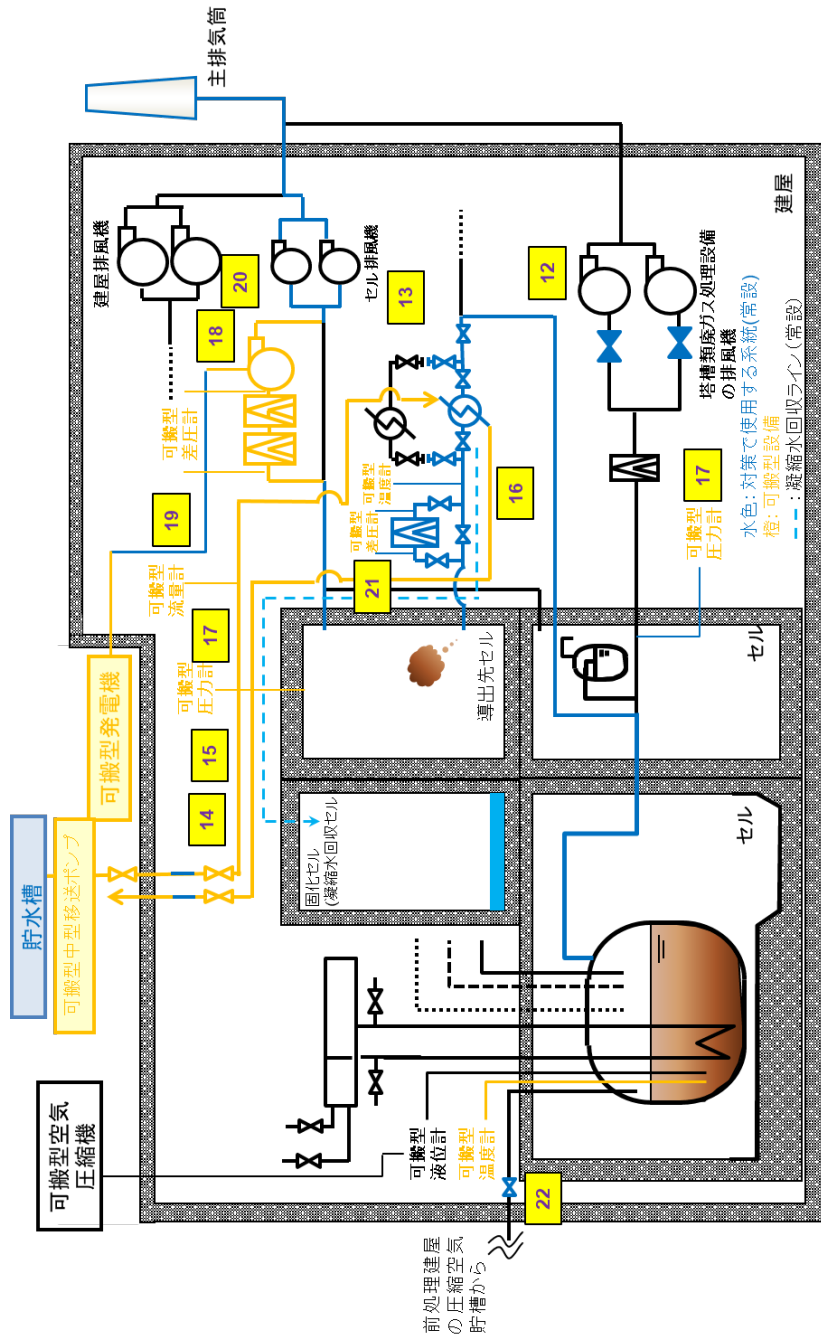 主排気筒
建屋排風機
20
18
可搬型
差圧計
19
可搬型
流量計
17
可搬型
圧力計
15
14
可搬型発電機
貯水槽
可搬型中型移送ポンプ
可搬型空気
圧縮機
セル排風機
13
可搬型
温度計
可搬型
差圧計
16
21
導出先セル
固化セル
(凝縮水回収セル)
12
塔槽類廃ガス処理設備
の排風機
建屋
17
可搬型
圧力計
水色: 対策で使用する系統(常設)
橙: 可搬型設備
: 凝縮水回収ライン(常設)
セル
セル
可搬型
液位計
可搬型
温度計
22
前処理建屋
の圧縮空気
貯槽から